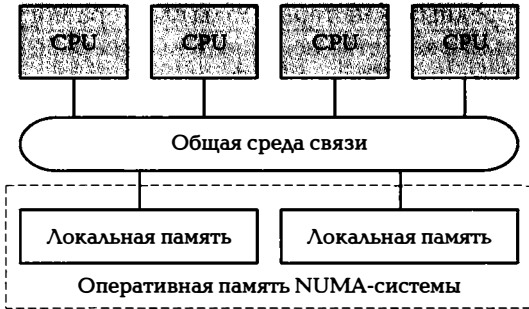 CPU CPU CPU CPU
Общая среда связи
Локальная память Локальная память
Оперативная память NUMA-системы